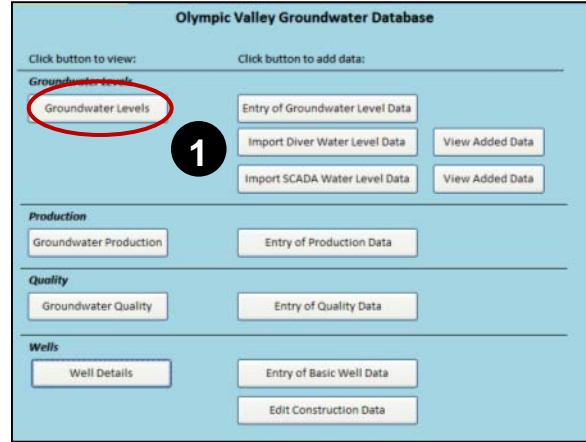 Olympic Valley Groundwater Database
Click button to view: Click button to add data:
Groundwater Levels
Groundwater Levels Entry of Groundwater Level Data
1
Import Diver Water Level Data View Added Data
Import SCADA Water Level Data View Added Data
Production
Groundwater Production Entry of Production Data
Quality
Groundwater Quality Entry of Quality Data
Wells
Well Details Entry of Basic Well Data
Edit Construction Data